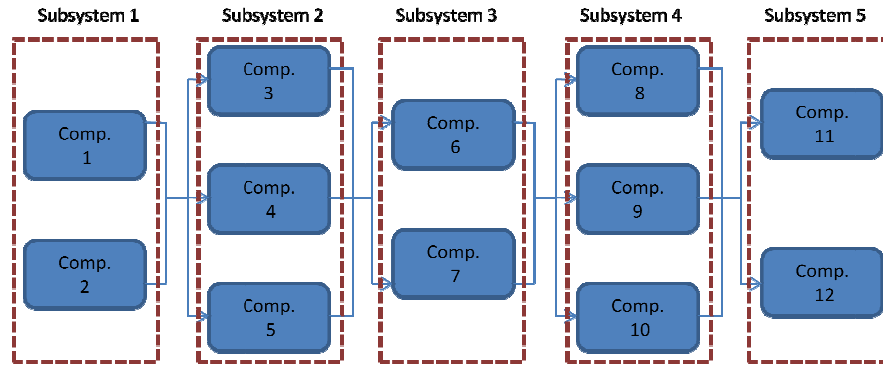 Subsystem 1
Subsystem 2
Subsystem 3
Subsystem 4
Subsystem 5
Comp.
1
Comp.
2
Comp.
3
Comp.
4
Comp.
5
Comp.
6
Comp.
7
Comp.
8
Comp.
9
Comp.
10
Comp.
11
Comp.
12